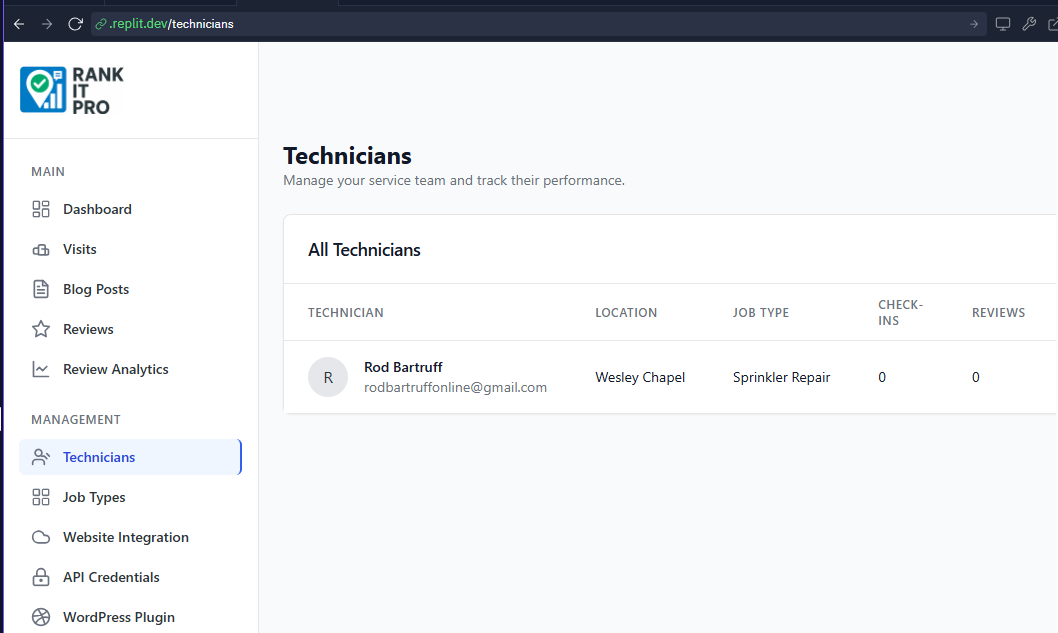 .replit.dev/technicians
RANK
IT
PRO
MAIN
Dashboard
Visits
Blog Posts
Reviews
Review Analytics
MANAGEMENT
Technicians
Job Types
Website Integration
API Credentials
WordPress Plugin
Technicians
Manage your service team and track their performance.
All Technicians
TECHNICIAN LOCATION JOB TYPE CHECK-INS REVIEWS
R Rod Bartruff Wesley Chapel Sprinkler Repair 0 0
rodbartruffonline@gmail.com